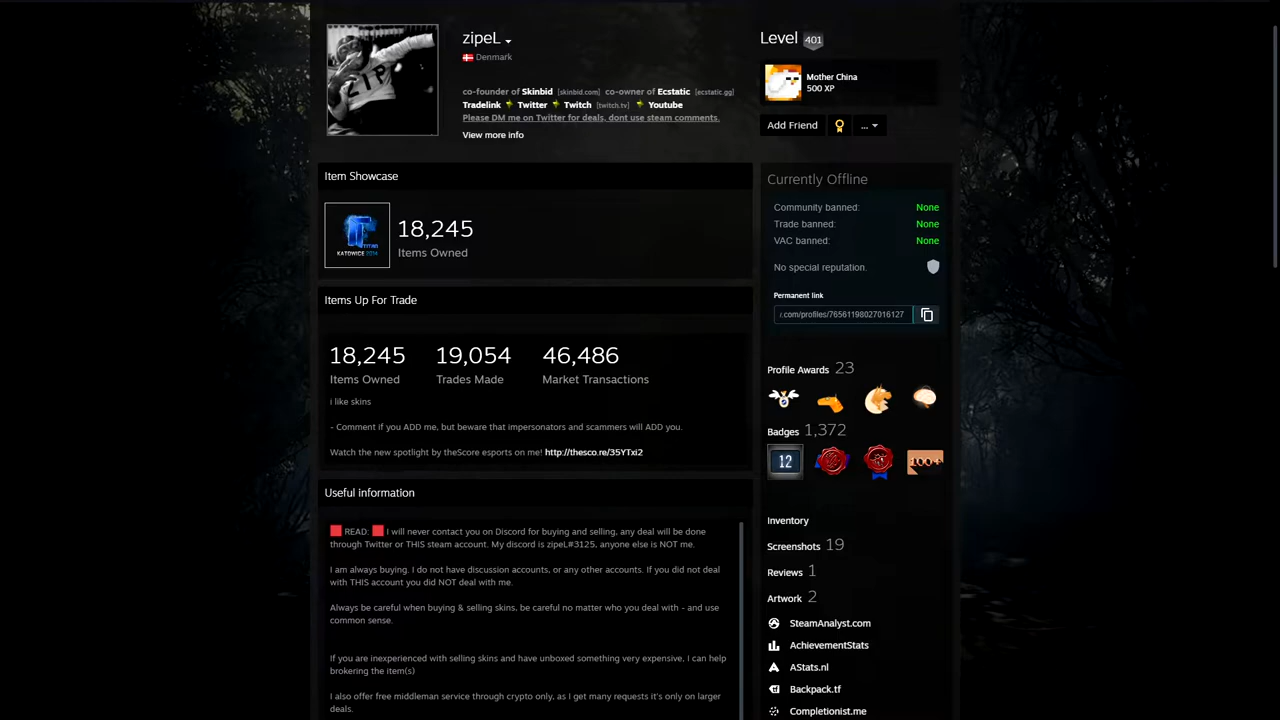 zipeL
Denmark
co-founder of Skinbid [skinbid.com] co-owner of Ecstatic [ecstatic.gg]
Tradelink Twitter Twitch [twitch.tv] Youtube
Please DM me on Twitter for deals, dont use steam comments.
View more info
Level 401
Mother China
500 XP
Add Friend ...
Item Showcase
TITAN
KATOWICE 2014
18,245
Items Owned
Items Up For Trade
18,245 19,054 46,486
Items Owned Trades Made Market Transactions
i like skins
- Comment if you ADD me, but beware that impersonators and scammers will ADD you.
Watch the new spotlight by theScore esports on me! http://thesco.re/35YTxi2
Useful information
READ: I will never contact you on Discord for buying and selling, any deal will be done
through Twitter or THIS steam account. My discord is zipeL#3125, anyone else is NOT me.
I am always buying. I do not have discussion accounts, or any other accounts. If you did not deal
with THIS account you did NOT deal with me.
Always be careful when buying & selling skins, be careful no matter who you deal with - and use
common sense.
If you are inexperienced with selling skins and have unboxed something very expensive, I can help
brokering the item(s)
I also offer free middleman service through crypto only, as I get many requests it's only on larger
deals.
Currently Offline
Community banned: None
Trade banned: None
VAC banned: None
No special reputation.
Permanent link
.com/profiles/76561198027016127
Profile Awards 23
Badges 1,372
12
100+
Inventory
Screenshots 19
Reviews 1
Artwork 2
SteamAnalyst.com
AchievementStats
AStats.nl
Backpack.tf
Completionist.me